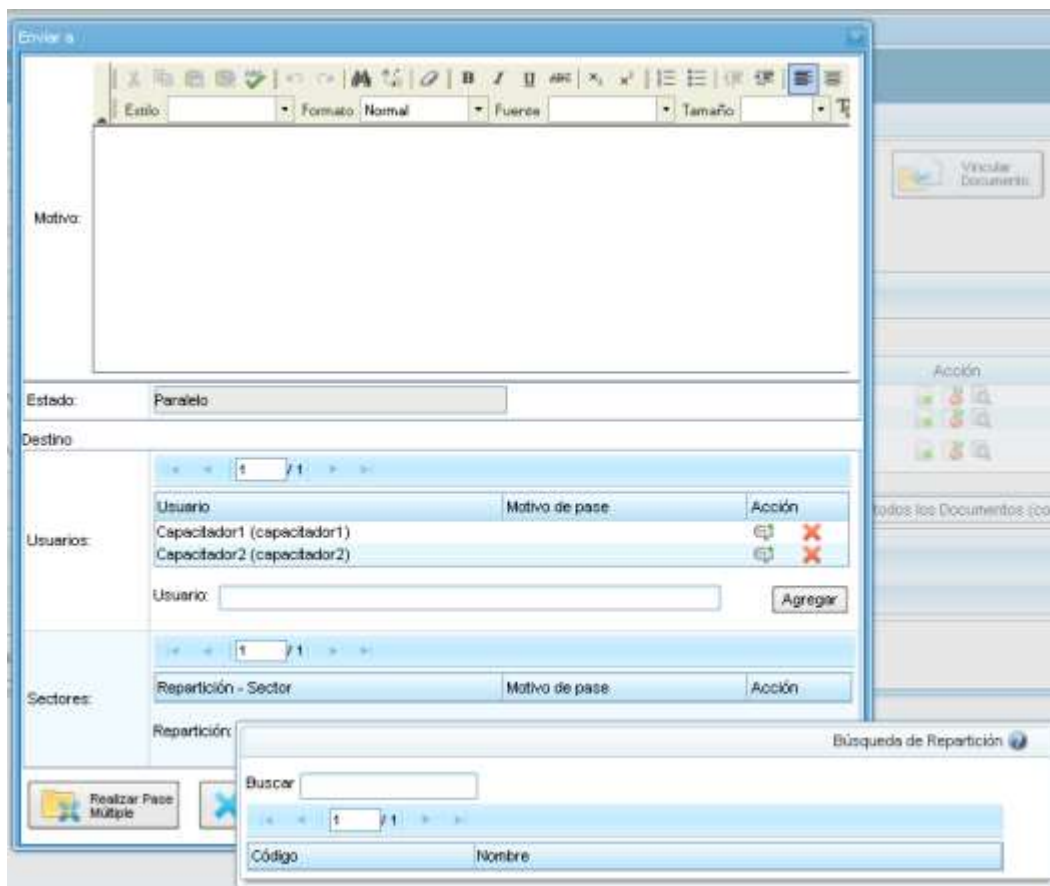 Enviar a
Estilo Formato Normal Fuente Tamaño
Vincular
Documento
Motivo:
Acción
Estado: Paralelo
Destino
1 / 1
Usuario Motivo de pase Acción
todos los Documentos (co
Capacitador1 (capacitador1)
Usuarios:
Capacitador2 (capacitador2)
Usuario: Agregar
1 / 1
Repartición - Sector Motivo de pase Acción
Sectores:
Repartición:
Búsqueda de Repartición
Buscar
Realizar Pase
Múltiple
1 / 1
Código Nombre